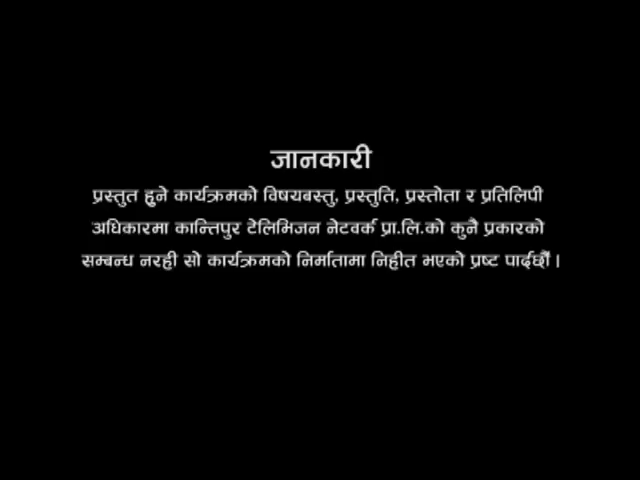 जानकारी
प्रस्तुत हुने कार्यक्रमको विषयबस्तु, प्रस्तुति, प्रस्तोता र प्रतिलिपी
अधिकारमा कान्तिपुर टेलिभिजन नेटवर्क प्रा.लि.को कुनै प्रकारको
सम्बन्ध नरही सो कार्यक्रमको निर्मातामा निहीत भएको प्रष्ट पार्दछौं ।